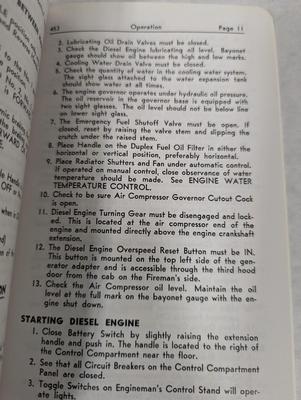 453 Operation Page 11
2. Lubricating Oil Drain Valves must be closed.
3. Check the Diesel Engine lubricating oil level. Bayonet
gauge should show oil between the high and low marks.
4. Cooling Water Drain Valve must be closed.
5. Check the quantity of water in the cooling water system.
The sight glass attached to the water expansion tank
should show water at all times.
6. The engine governor operates under hydraulic oil pressure.
The oil reservoir in the governor base is equipped with
two sight glasses. The oil level should not be below line
on lower sight glass.
7. The Emergency Fuel Shutoff Valve must be open. If
closed, reset by raising the valve stem and slipping the
crutch under the raised stem.
8. Place Handle on the Duplex Fuel Oil Filter in either the
horizontal or vertical position, preferably horizontal.
9. Place Radiator Shutters and Fan under automatic control.
If operated on manual control, close observance of water
temperature should be made. See ENGINE WATER
TEMPERATURE CONTROL.
10. Check to be sure Air Compressor Governor Cutout Cock
is open.
11. Diesel Engine Turning Gear must be disengaged and lock-
ed. This is located at the air compressor end of the
engine and mounted directly above the engine crankshaft
extension.
12. The Diesel Engine Overspeed Reset Button must be IN.
This button is mounted on the top left side of the gen-
erator adapter and is accessible through the third hood
door from the cab on the Fireman's side.
13. Check the Air Compressor oil level. Maintain the oil
level at the full mark on the bayonet gauge with the en-
gine shut down.
STARTING DIESEL ENGINE
1. Close Battery Switch by slightly raising the extension
handle and push in. The handle is located to the right of
the Control Compartment near the floor.
2. See that all Circuit Breakers on the Control Compartment
Panel are closed.
3. Toggle Switches on Engineman's Control Stand will oper-
ate lights.